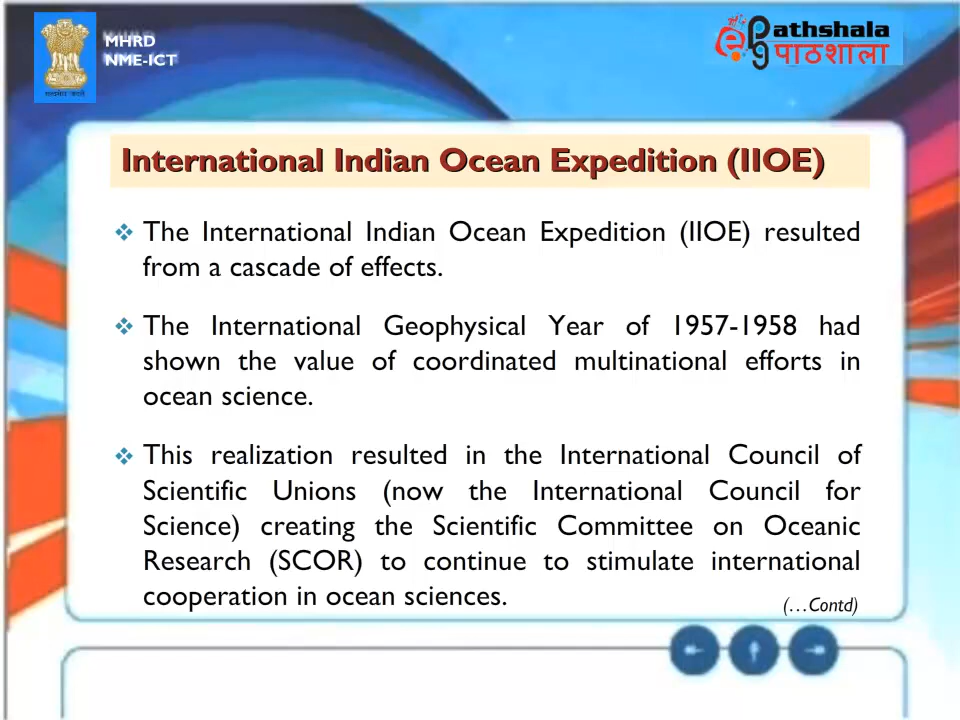 MHRD
NME-ICT
ePathshala
पाठशाला
International Indian Ocean Expedition (IIOE)
The International Indian Ocean Expedition (IIOE) resulted
from a cascade of effects.
The International Geophysical Year of 1957-1958 had
shown the value of coordinated multinational efforts in
ocean science.
This realization resulted in the International Council of
Scientific Unions (now the International Council for
Science) creating the Scientific Committee on Oceanic
Research (SCOR) to continue to stimulate international
cooperation in ocean sciences.
(...Contd)